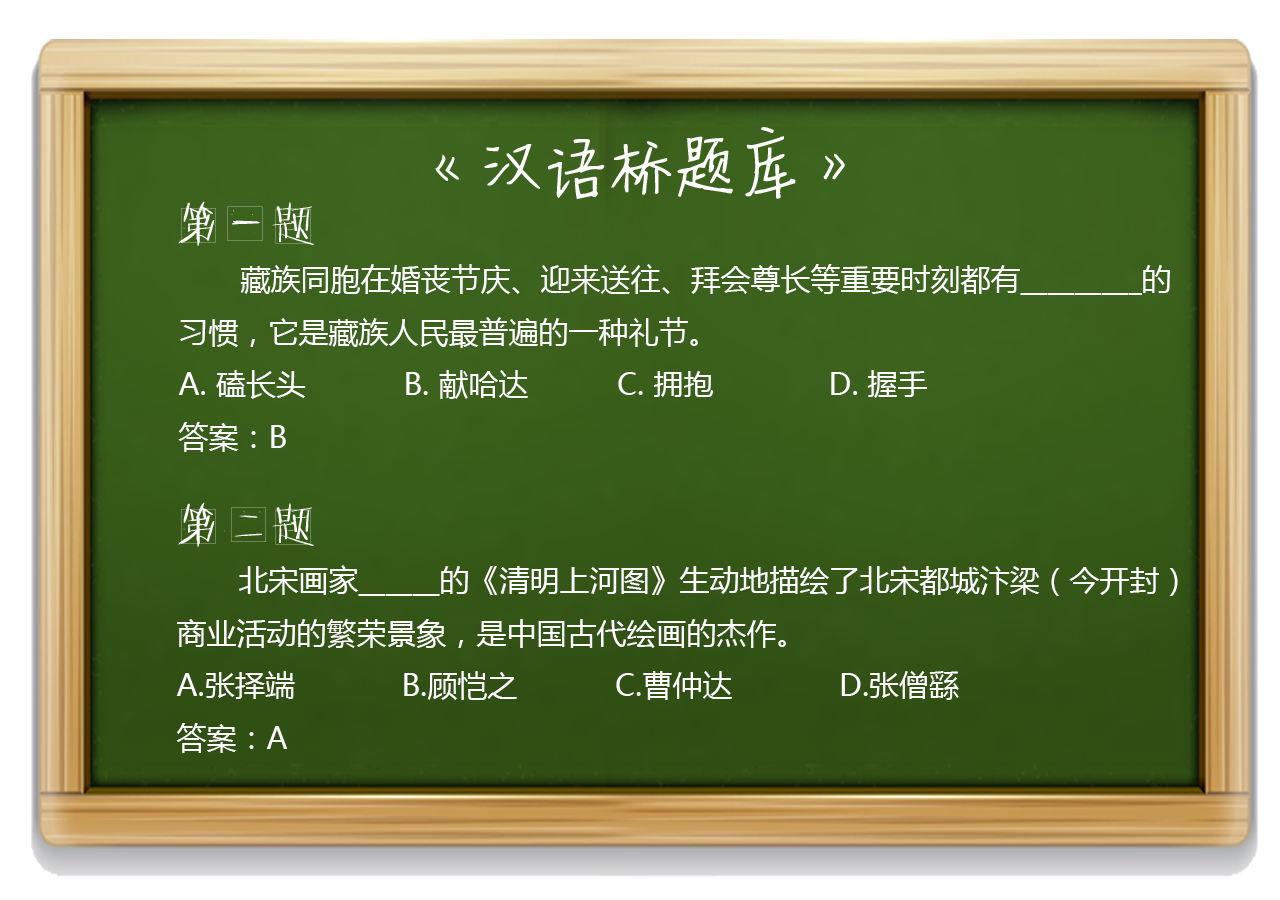 《汉语桥题库》
第一题
藏族同胞在婚丧节庆、迎来送往、拜会尊长等重要时刻都有_________的
习惯，它是藏族人民最普遍的一种礼节。
A. 磕长头 B. 献哈达 C. 拥抱 D. 握手
答案：B
第二题
北宋画家______的《清明上河图》生动地描绘了北宋都城汴梁（今开封）
商业活动的繁荣景象，是中国古代绘画的杰作。
A.张择端 B.顾恺之 C.曹仲达 D.张僧繇
答案：A